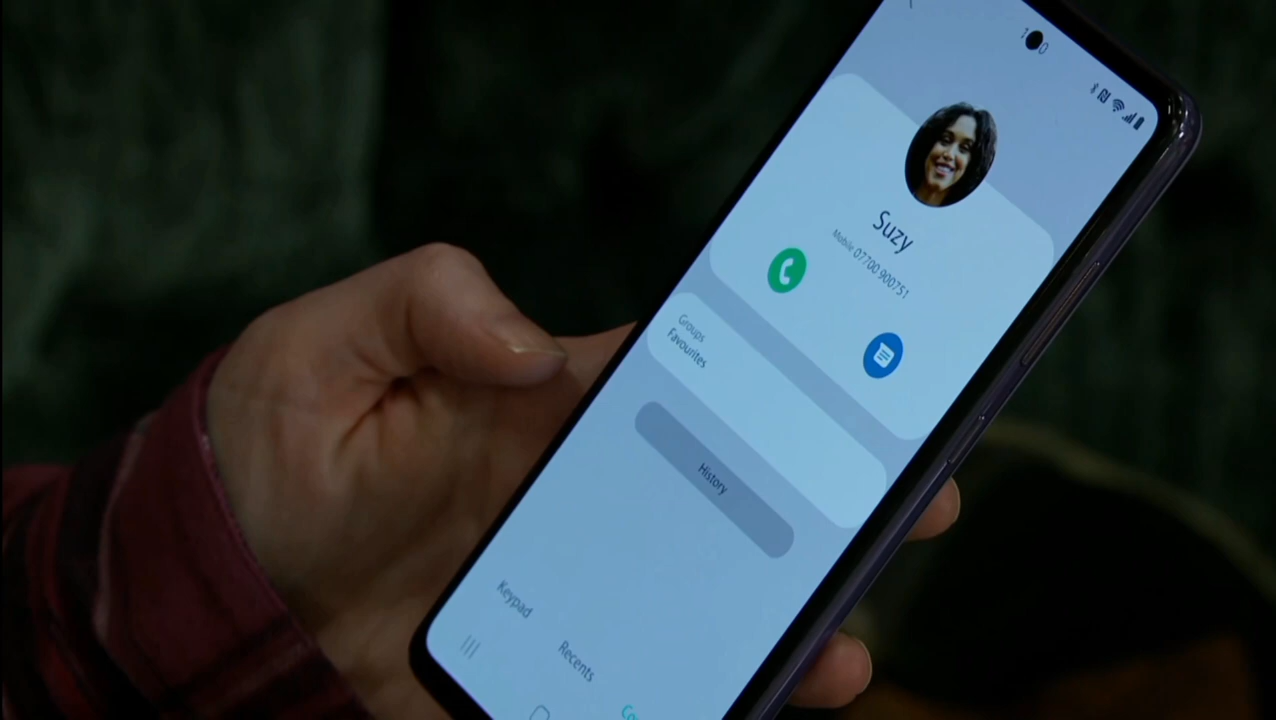 Suzy
Mobile 07700 900751
Groups
Favourites
History
Keypad
Recents